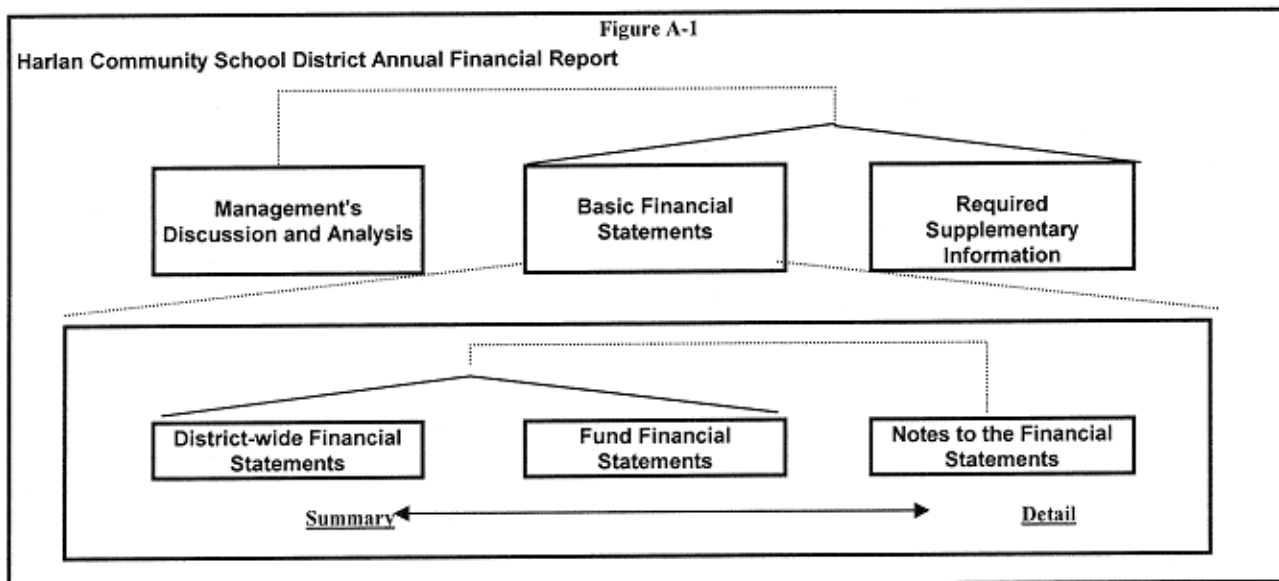 Figure A-1
Harlan Community School District Annual Financial Report
Management's
Discussion and Analysis
Basic Financial
Statements
Required
Supplementary
Information
District-wide Financial
Statements
Fund Financial
Statements
Notes to the Financial
Statements
Summary
Detail